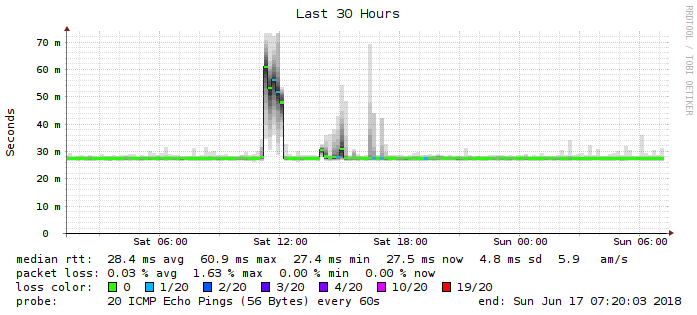 Last 30 Hours
RRDTOOL / TOBI OETIKER
Seconds
70 m
60 m
50 m
40 m
30 m
20 m
10 m
0
Sat 06:00 Sat 12:00 Sat 18:00 Sun 00:00 Sun 06:00
median rtt: 28.4 ms avg 60.9 ms max 27.4 ms min 27.5 ms now 4.8 ms sd 5.9 am/s
packet loss: 0.03 % avg 1.63 % max 0.00 % min 0.00 % now
loss color: 0 1/20 2/20 3/20 4/20 10/20 19/20
probe: 20 ICMP Echo Pings (56 Bytes) every 60s end: Sun Jun 17 07:20:03 2018